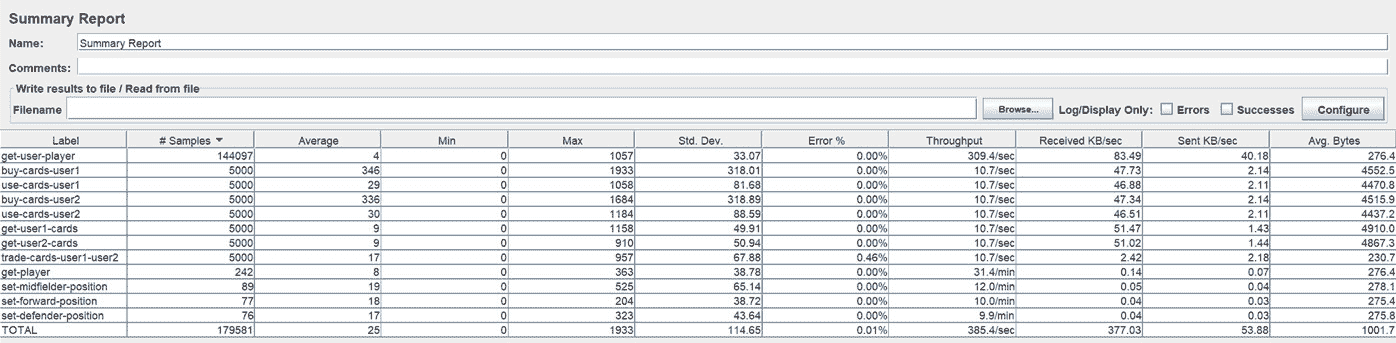 Summary Report
Name: Summary Report
Comments:
Write results to file / Read from file
Filename Browse... Log/Display Only: Errors Successes Configure
Label # Samples Average Min Max Std. Dev. Error % Throughput Received KB/sec Sent KB/sec Avg. Bytes
get-user-player 144097 4 0 1057 33.07 0.00% 309.4/sec 83.49 40.18 276.4
buy-cards-user1 5000 346 0 1933 318.01 0.00% 10.7/sec 47.73 2.14 4552.5
use-cards-user1 5000 29 0 1058 81.68 0.00% 10.7/sec 46.88 2.11 4470.8
buy-cards-user2 5000 336 0 1684 318.89 0.00% 10.7/sec 47.34 2.14 4515.9
use-cards-user2 5000 30 0 1184 88.59 0.00% 10.7/sec 46.51 2.11 4437.2
get-user1-cards 5000 9 0 1158 49.91 0.00% 10.7/sec 51.47 1.43 4910.0
get-user2-cards 5000 9 0 910 50.94 0.00% 10.7/sec 51.02 1.44 4867.3
trade-cards-user1-user2 5000 17 0 957 67.88 0.46% 10.7/sec 2.42 2.18 230.7
get-player 242 8 0 363 38.78 0.00% 31.4/min 0.14 0.07 276.4
set-midfielder-position 89 19 0 525 65.14 0.00% 12.0/min 0.05 0.04 278.1
set-forward-position 77 18 0 204 38.72 0.00% 10.0/min 0.04 0.03 275.4
set-defender-position 76 17 0 323 43.64 0.00% 9.9/min 0.04 0.03 275.8
TOTAL 179581 25 0 1933 114.65 0.01% 385.4/sec 377.03 53.88 1001.7